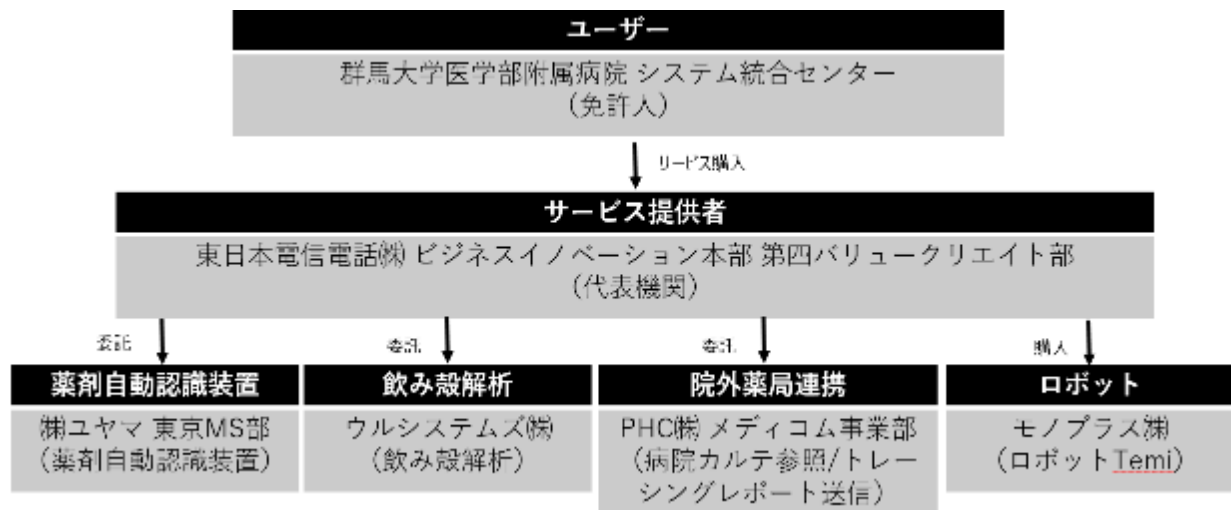 ユーザー
群馬大学医学部附属病院 システム統合センター
(免許人)
サービス購入
サービス提供者
東日本電信電話㈱ ビジネスイノベーション本部 第四バリュークリエイト部
(代表機関)
委託
委託
委託
購入
薬剤自動認識装置
飲み殻解析
院外薬局連携
ロボット
㈱ユヤマ 東京MS部
(薬剤自動認識装置)
ウルシステムズ㈱
(飲み殻解析)
PHC㈱ メディコム事業部
(病院カルテ参照/トレー
シングレポート送信)
モノプラス㈱
(ロボットTemi)